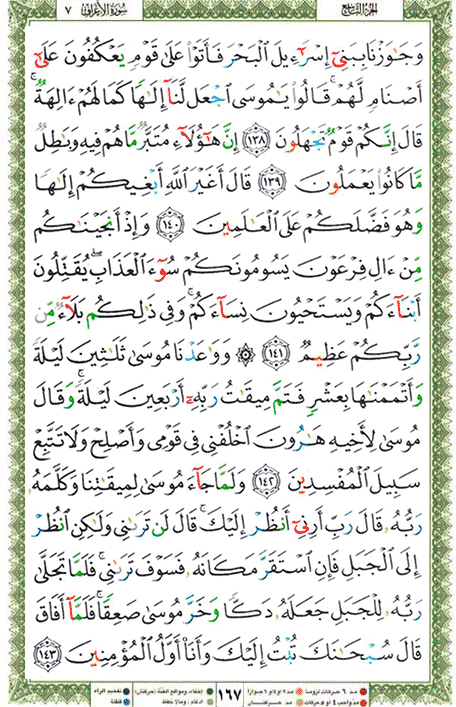 الجزء التاسع
سورة الأعراف ٧
وَجَٰوَزْنَا بِبَنِىٓ إِسْرَٰٓءِيلَ ٱلْبَحْرَ فَأَتَوْا۟ عَلَىٰ قَوْمٍ يَعْكُفُونَ عَلَىٰٓ
أَصْنَامٍ لَّهُمْ ۚ قَالُوا۟ يَٰمُوسَى ٱجْعَل لَّنَآ إِلَٰهًا كَمَا لَهُمْ ءَالِهَةٌ ۚ
قَالَ إِنَّكُمْ قَوْمٌ تَجْهَلُونَ ١٣٨ إِنَّ هَٰٓؤُلَآءِ مُتَبَّرٌ مَّا هُمْ فِيهِ وَبَٰطِلٌ
مَّا كَانُوا۟ يَعْمَلُونَ ١٣٩ قَالَ أَغَيْرَ ٱللَّهِ أَبْغِيكُمْ إِلَٰهًا
وَهُوَ فَضَّلَكُمْ عَلَى ٱلْعَٰلَمِينَ ١٤٠ وَإِذْ أَنجَيْنَٰكُم
مِّنْ ءَالِ فِرْعَوْنَ يَسُومُونَكُمْ سُوٓءَ ٱلْعَذَابِ ۖ يُقَتِّلُونَ
أَبْنَآءَكُمْ وَيَسْتَحْيُونَ نِسَآءَكُمْ ۚ وَفِى ذَٰلِكُم بَلَآءٌ مِّن
رَّبِّكُمْ عَظِيمٌ ١٤١ ۞ وَوَٰعَدْنَا مُوسَىٰ ثَلَٰثِينَ لَيْلَةً
وَأَتْمَمْنَٰهَا بِعَشْرٍ فَتَمَّ مِيقَٰتُ رَبِّهِۦٓ أَرْبَعِينَ لَيْلَةً ۚ وَقَالَ
مُوسَىٰ لِأَخِيهِ هَٰرُونَ ٱخْلُفْنِى فِى قَوْمِى وَأَصْلِحْ وَلَا تَتَّبِعْ
سَبِيلَ ٱلْمُفْسِدِينَ ١٤٢ وَلَمَّا جَآءَ مُوسَىٰ لِمِيقَٰتِنَا وَكَلَّمَهُۥ
رَبُّهُۥ قَالَ رَبِّ أَرِنِىٓ أَنظُرْ إِلَيْكَ ۚ قَالَ لَن تَرَىٰنِى وَلَٰكِنِ ٱنظُرْ
إِلَى ٱلْجَبَلِ فَإِنِ ٱسْتَقَرَّ مَكَانَهُۥ فَسَوْفَ تَرَىٰنِى ۚ فَلَمَّا تَجَلَّىٰ
رَبُّهُۥ لِلْجَبَلِ جَعَلَهُۥ دَكًّا وَخَرَّ مُوسَىٰ صَعِقًا ۚ فَلَمَّآ أَفَاقَ
قَالَ سُبْحَٰنَكَ تُبْتُ إِلَيْكَ وَأَنَا۠ أَوَّلُ ٱلْمُؤْمِنِينَ ١٤٣
١٦٧